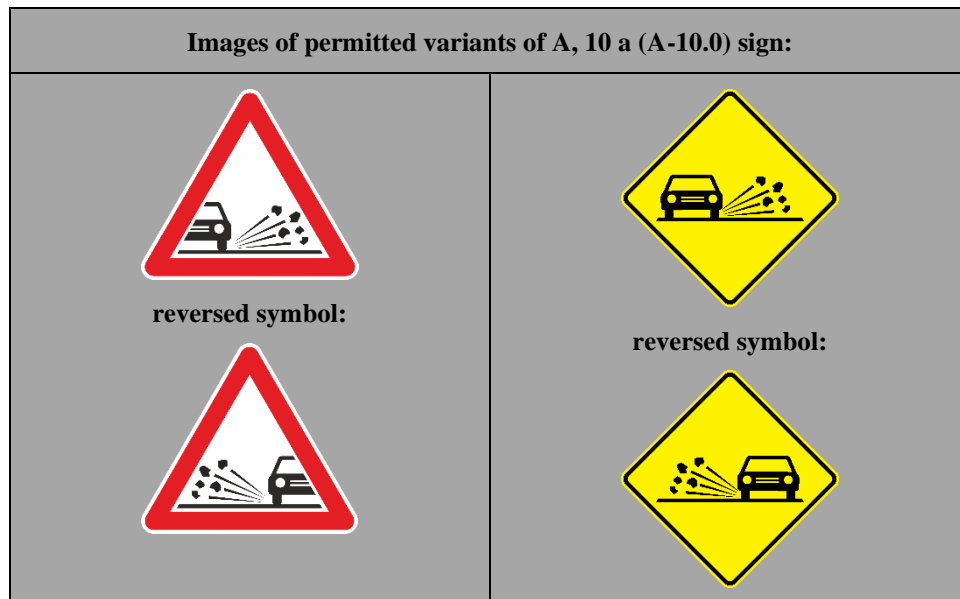 Images of permitted variants of A, 10 a (A-10.0) sign:
reversed symbol:
reversed symbol: